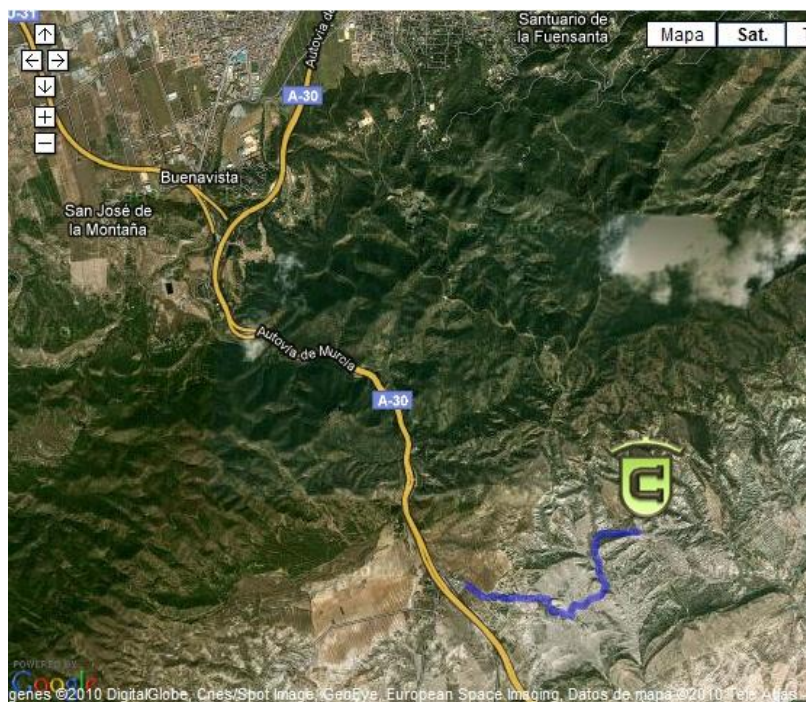 J-31
Santuario de
la Fuensanta
Mapa
Sat.
T
Autovía de
A-30
Buenavista
San José de
la Montaña
Autovía de Murcia
A-30
C
POWERED BY
Google
genes ©2010 DigitalGlobe, Cnes/Spot Image, GeoEye, European Space Imaging, Datos de mapa ©2010 Tele Atlas -